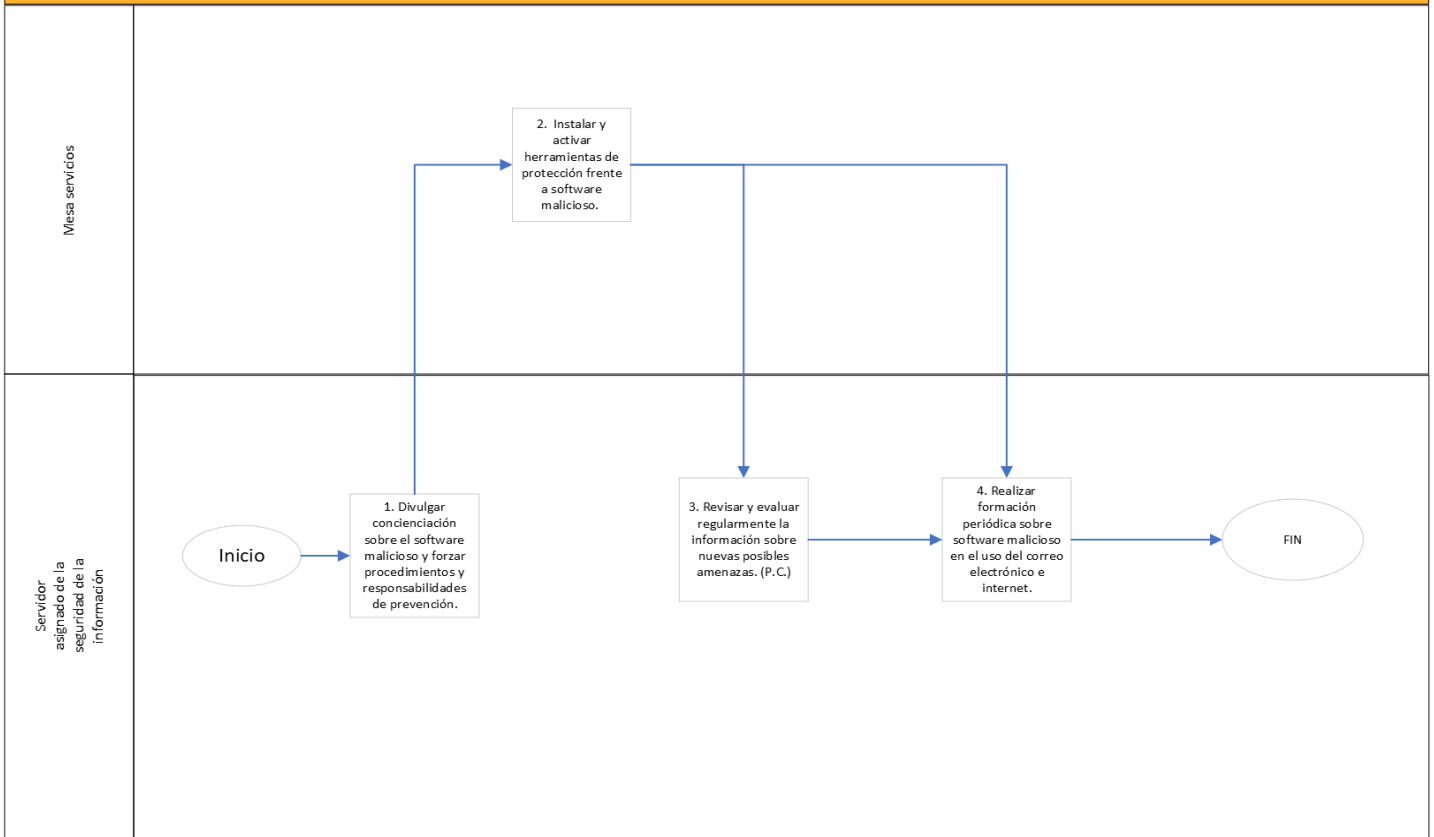 Mesa servicios
2. Instalar y
activar
herramientas de
protección frente
a software
malicioso.
Servidor
asignado de la
seguridad de la
información
Inicio
1. Divulgar
concienciación
sobre el software
malicioso y forzar
procedimientos y
responsabilidades
de prevención.
3. Revisar y evaluar
regularmente la
información sobre
nuevas posibles
amenazas. (P.C.)
4. Realizar
formación
periódica sobre
software malicioso
en el uso del correo
electrónico e
internet.
FIN